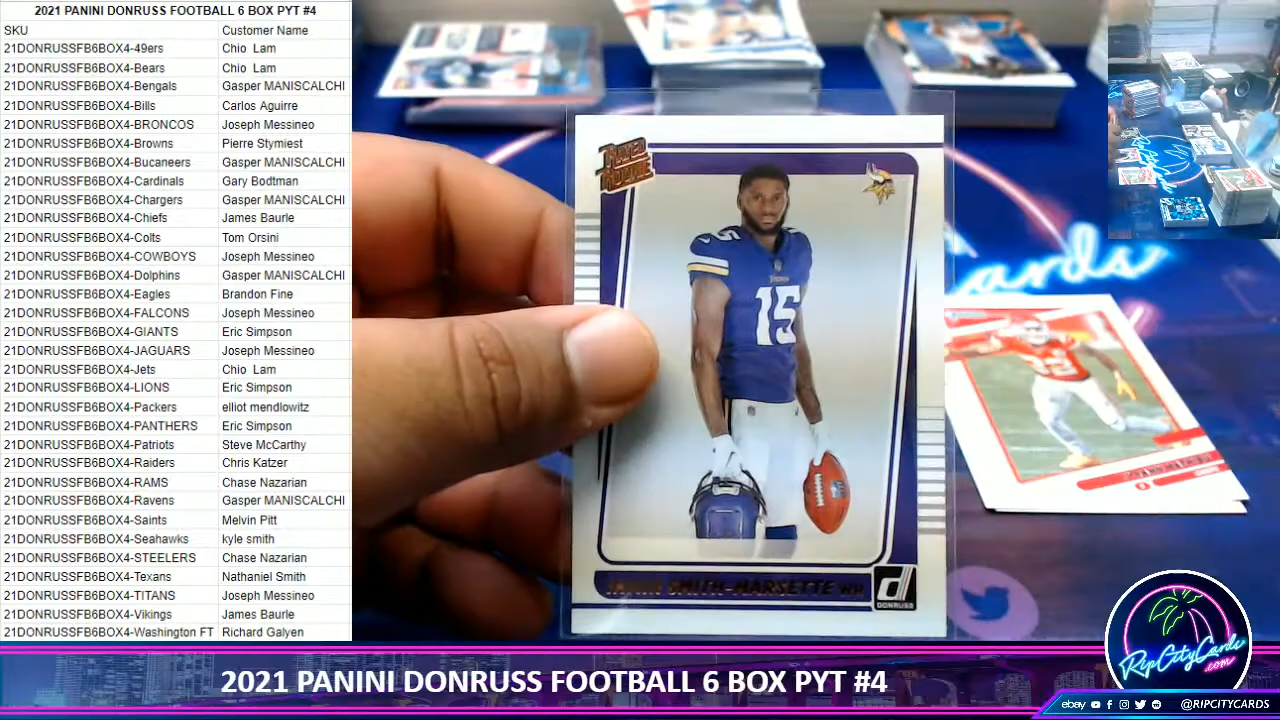 2021 PANINI DONRUSS FOOTBALL 6 BOX PYT #4
SKU Customer Name
21DONRUSSFB6BOX4-49ers Chio Lam
21DONRUSSFB6BOX4-Bears Chio Lam
21DONRUSSFB6BOX4-Bengals Gasper MANISCALCHI
21DONRUSSFB6BOX4-Bills Carlos Aguirre
21DONRUSSFB6BOX4-BRONCOS Joseph Messineo
21DONRUSSFB6BOX4-Browns Pierre Stymiest
21DONRUSSFB6BOX4-Bucaneers Gasper MANISCALCHI
21DONRUSSFB6BOX4-Cardinals Gary Bodtman
21DONRUSSFB6BOX4-Chargers Gasper MANISCALCHI
21DONRUSSFB6BOX4-Chiefs James Baurle
21DONRUSSFB6BOX4-Colts Tom Orsini
21DONRUSSFB6BOX4-COWBOYS Joseph Messineo
21DONRUSSFB6BOX4-Dolphins Gasper MANISCALCHI
21DONRUSSFB6BOX4-Eagles Brandon Fine
21DONRUSSFB6BOX4-FALCONS Joseph Messineo
21DONRUSSFB6BOX4-GIANTS Eric Simpson
21DONRUSSFB6BOX4-JAGUARS Joseph Messineo
21DONRUSSFB6BOX4-Jets Chio Lam
21DONRUSSFB6BOX4-LIONS Eric Simpson
21DONRUSSFB6BOX4-Packers elliot mendlowitz
21DONRUSSFB6BOX4-PANTHERS Eric Simpson
21DONRUSSFB6BOX4-Patriots Steve McCarthy
21DONRUSSFB6BOX4-Raiders Chris Katzer
21DONRUSSFB6BOX4-RAMS Chase Nazarian
21DONRUSSFB6BOX4-Ravens Gasper MANISCALCHI
21DONRUSSFB6BOX4-Saints Melvin Pitt
21DONRUSSFB6BOX4-Seahawks kyle smith
21DONRUSSFB6BOX4-STEELERS Chase Nazarian
21DONRUSSFB6BOX4-Texans Nathaniel Smith
21DONRUSSFB6BOX4-TITANS Joseph Messineo
21DONRUSSFB6BOX4-Vikings James Baurle
21DONRUSSFB6BOX4-Washington FT Richard Galyen
RATED ROOKIE
15
15
SMITH-MARSETTE WR
DONRUSS
Cards
RipCityCards
.com
2021 PANINI DONRUSS FOOTBALL 6 BOX PYT #4
ebay @RIPCITYCARDS